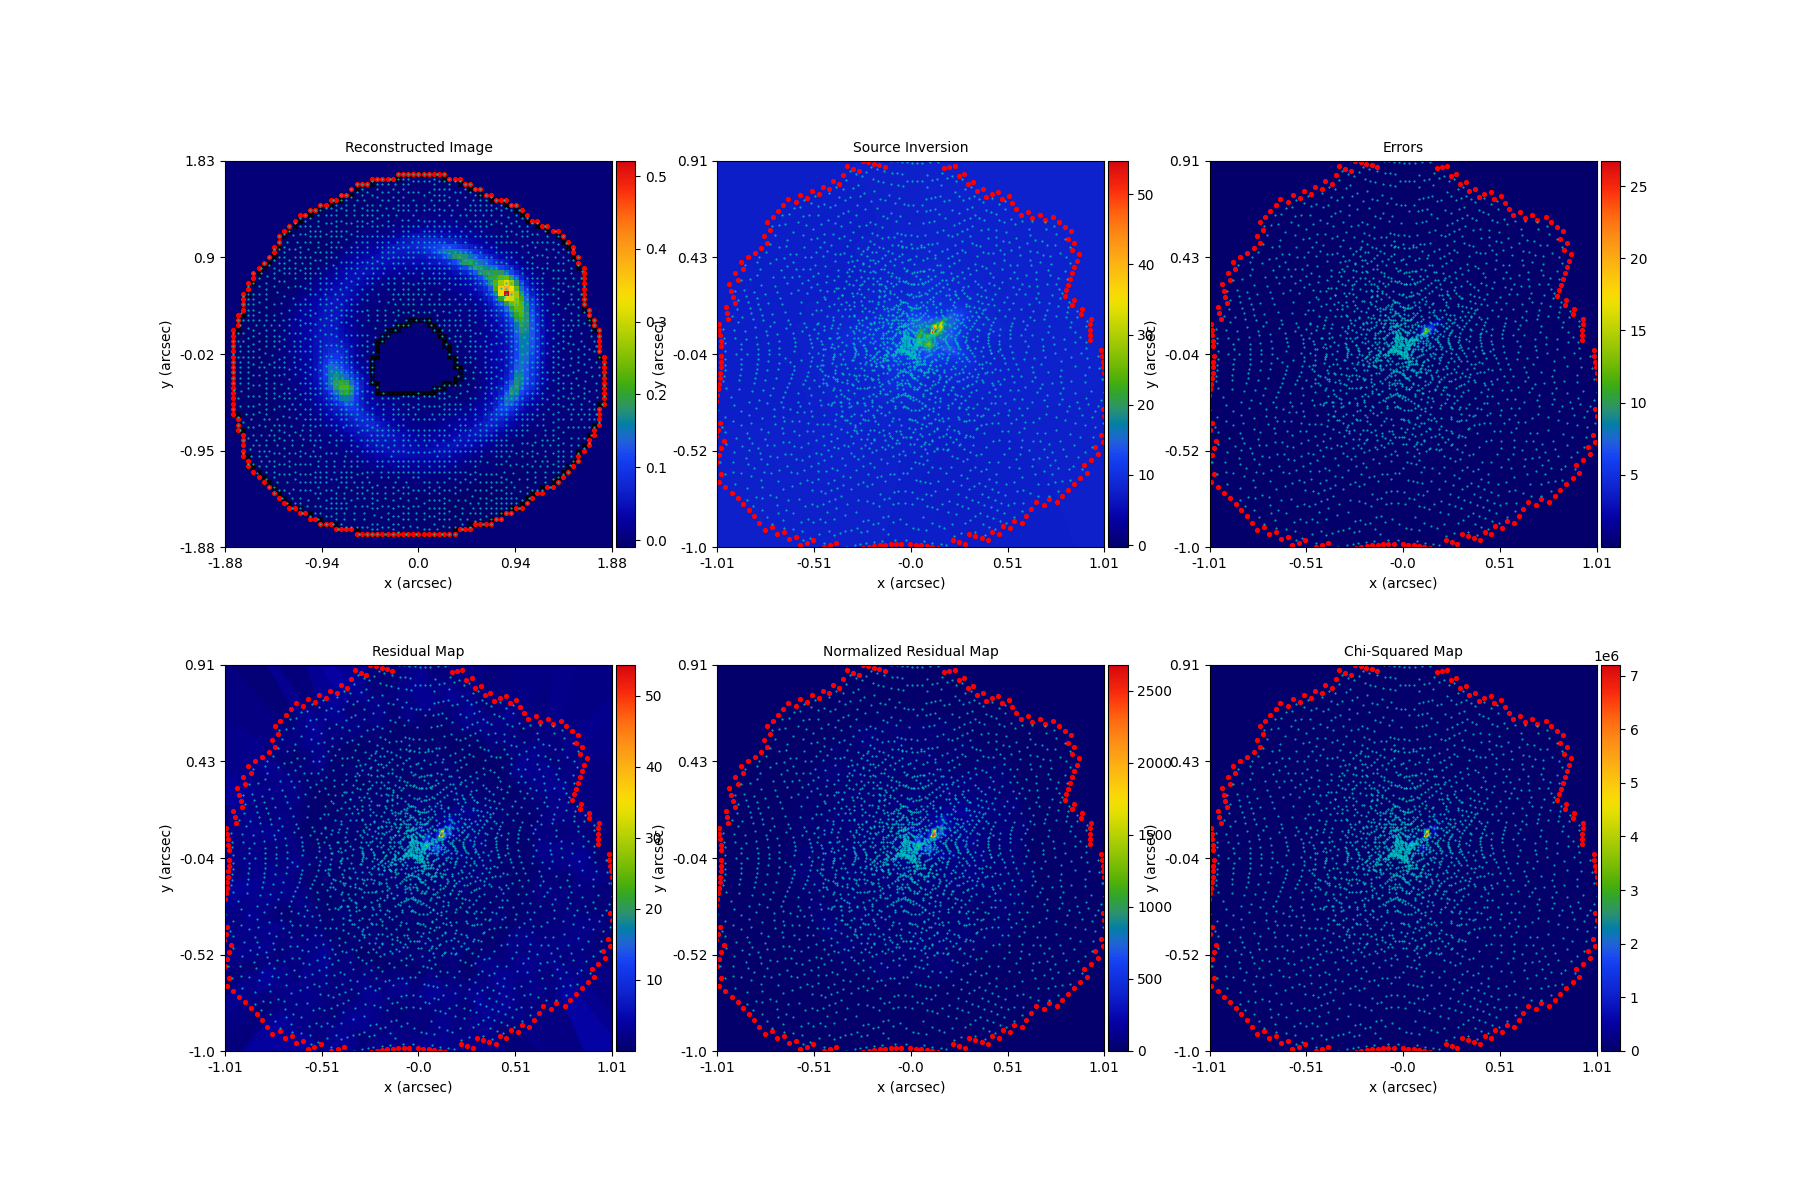 Reconstructed Image
1.83
0.9
-0.02
-0.95
-1.88
y (arcsec)
-1.88 -0.94 0.0 0.94 1.88
x (arcsec)
0.5
0.4
0.3
0.2
0.1
0.0
Source Inversion
0.91
0.43
-0.04
-0.52
-1.0
y (arcsec)
-1.01 -0.51 -0.0 0.51 1.01
x (arcsec)
50
40
30
20
10
0
Errors
0.91
0.43
-0.04
-0.52
-1.0
y (arcsec)
-1.01 -0.51 -0.0 0.51 1.01
x (arcsec)
25
20
15
10
5
Residual Map
0.91
0.43
-0.04
-0.52
-1.0
y (arcsec)
-1.01 -0.51 -0.0 0.51 1.01
x (arcsec)
50
40
30
20
10
Normalized Residual Map
0.91
0.43
-0.04
-0.52
-1.0
y (arcsec)
-1.01 -0.51 -0.0 0.51 1.01
x (arcsec)
2500
2000
1500
1000
500
0
Chi-Squared Map
0.91
0.43
-0.04
-0.52
-1.0
y (arcsec)
-1.01 -0.51 -0.0 0.51 1.01
x (arcsec)
1e6
7
6
5
4
3
2
1
0